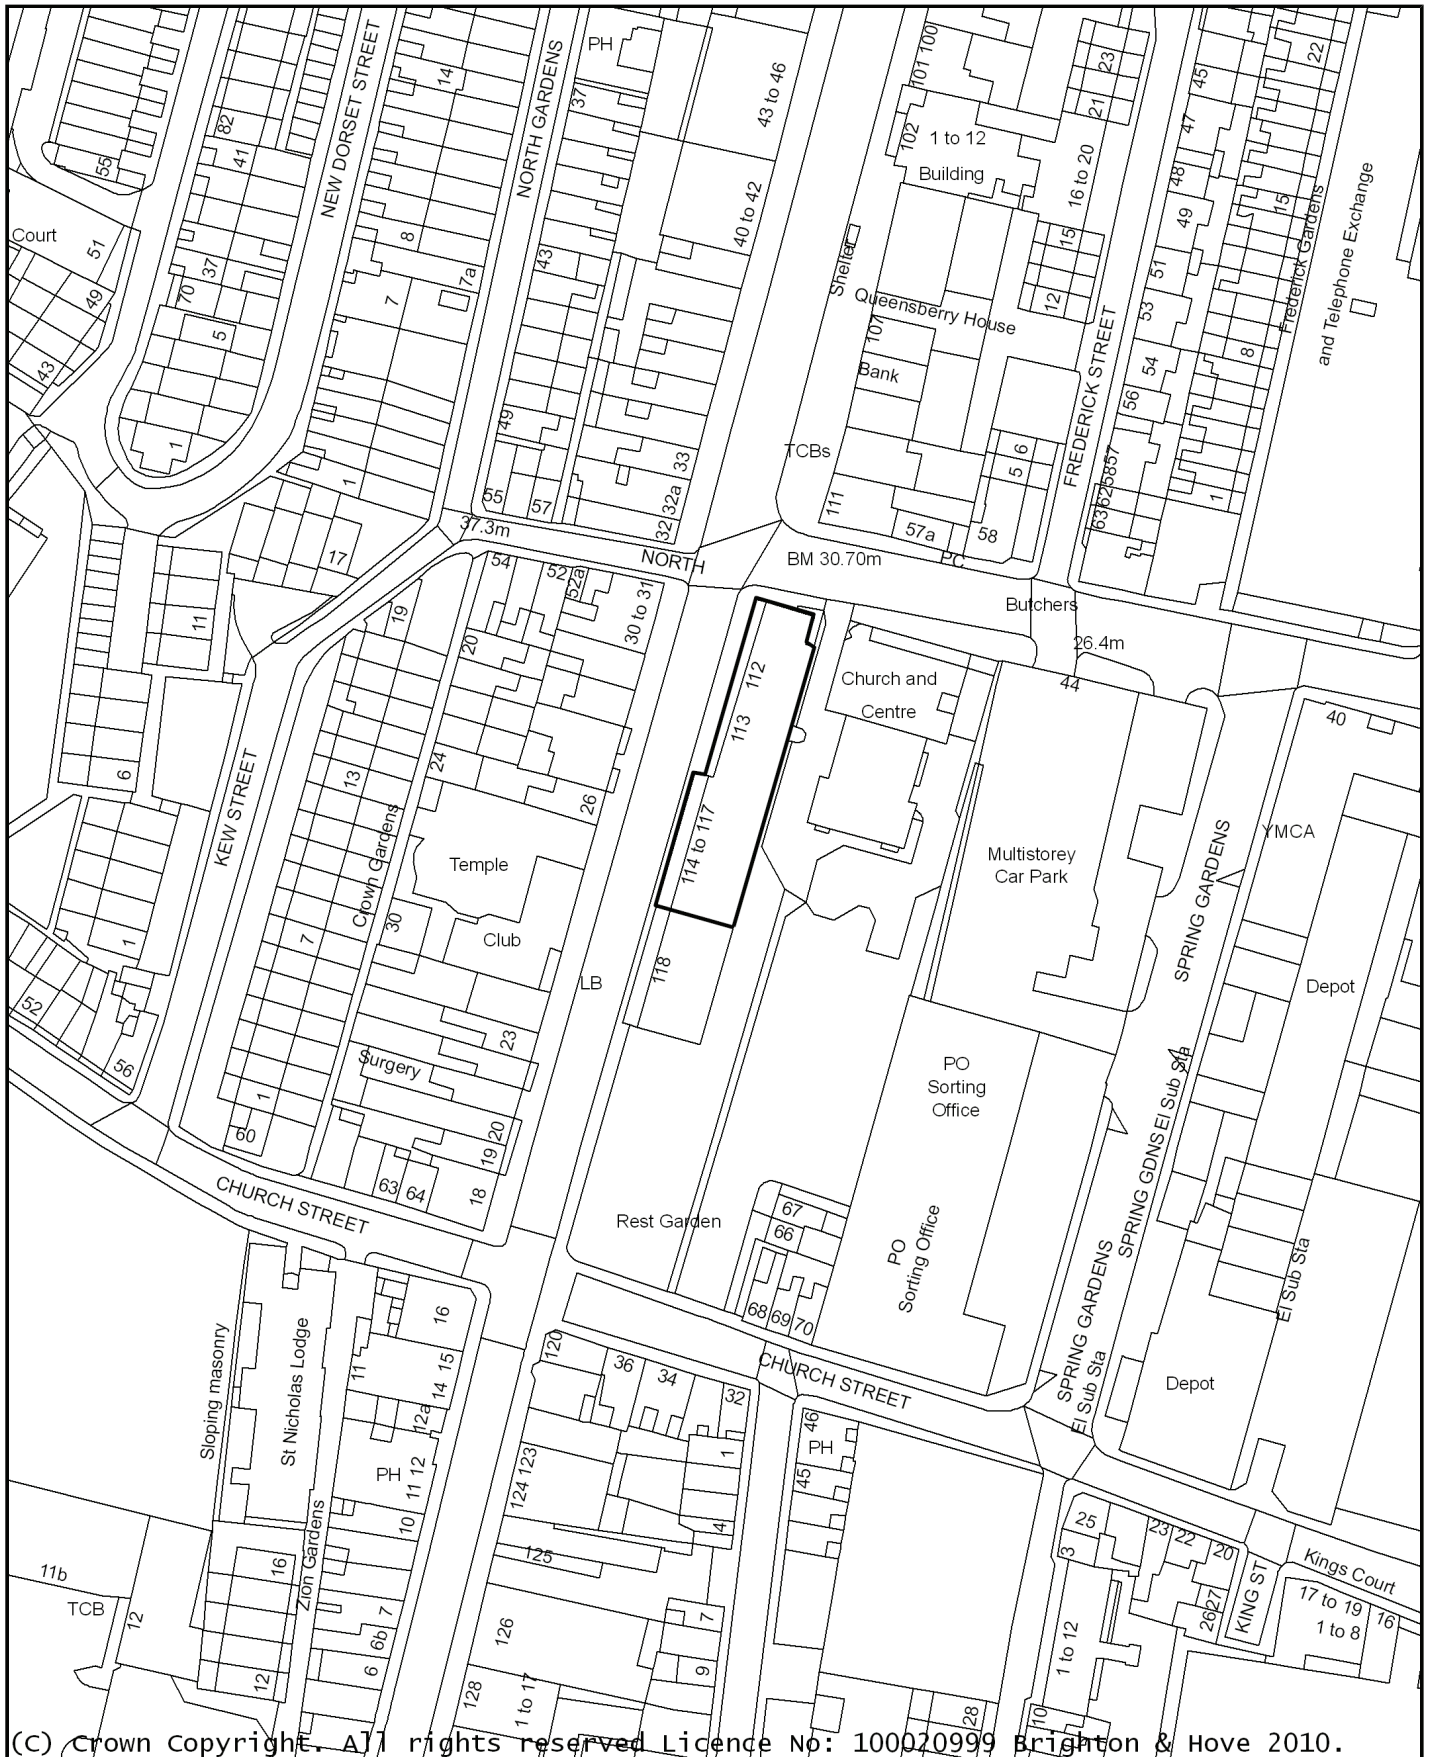 PH
14
NEW DORSET STREET
NORTH GARDENS
37
43 to 46
101 100
102
1 to 12
Building
23
21
45
47
22
82
41
55
16 to 20
48
49
15
Frederick Gardens
and Telephone Exchange
Court
51
49
43
37
70
5
1
8
7
7a
43
40 to 42
Shelter
Queensberry House
107
Bank
15
12
51
53
54
56
8
FREDERICK STREET
49
33
32a
32
TCBs
111
57a
58
5
6
63625857
1
1
55
57
37.3m
NORTH
BM 30.70m
PC
17
54
52
52a
30 to 31
Butchers
26.4m
11
19
20
112
113
Church and
Centre
44
40
6
KEW STREET
13
24
26
Crown Gardens
Temple
114 to 117
Multistorey
Car Park
SPRING GARDENS
YMCA
30
7
Club
1
LB
118
Depot
52
56
23
Surgery
PO
Sorting
Office
SPRING GDNS
El Sub Sta
1
60
20
19
18
63
64
CHURCH STREET
Rest Garden
67
66
68
69
70
PO
Sorting Office
SPRING GARDENS
El Sub Sta
El Sub Sta
Sloping masonry
St Nicholas Lodge
16
15
14
11
12a
12
11
PH
10
120
36
34
32
CHURCH STREET
Depot
123
124
1
4
46
PH
45
25
3
23
22
20
KING ST
Kings Court
11b
TCB
12
16
Zion Gardens
12
7
6b
6
125
126
128
1 to 17
7
9
1 to 12
27
26
17 to 19
1 to 8
16
28
10
(C) Crown Copyright. All rights reserved Licence No: 100020999 Brighton & Hove 2010.